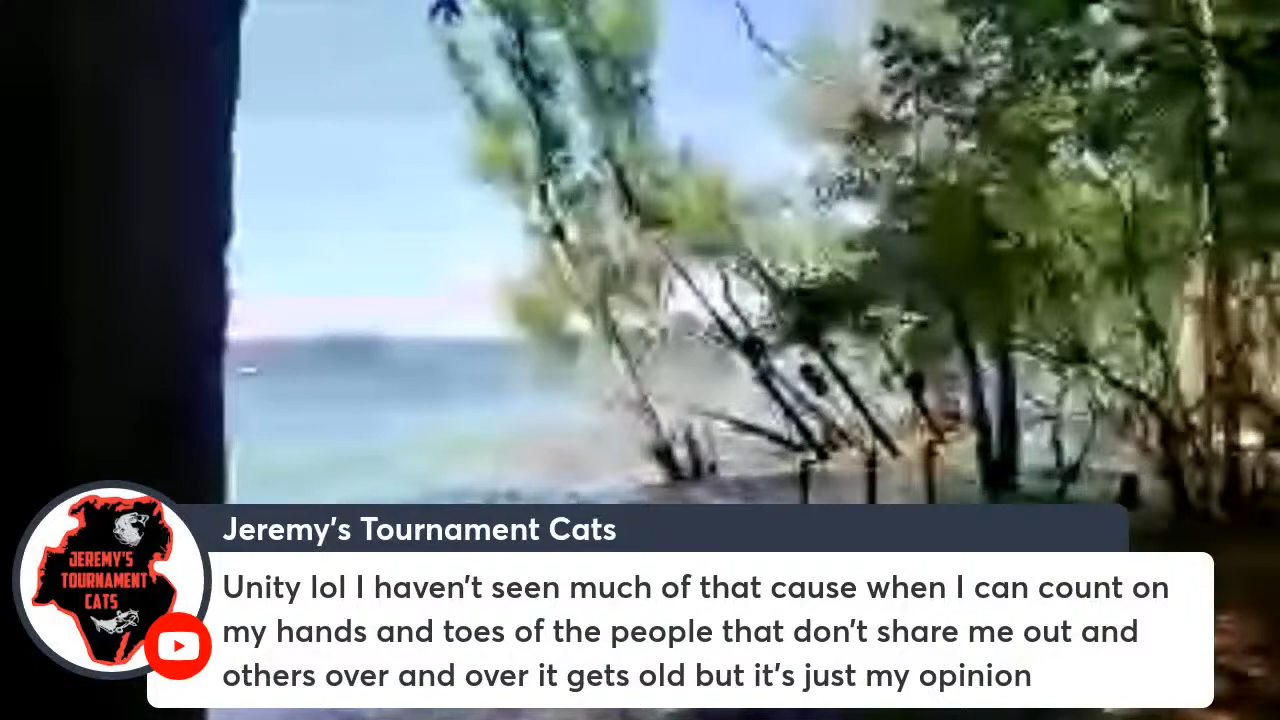 Jeremy's Tournament Cats
JEREMY'S
TOURNAMENT
CATS
Unity lol I haven't seen much of that cause when I can count on
my hands and toes of the people that don't share me out and
others over and over it gets old but it's just my opinion